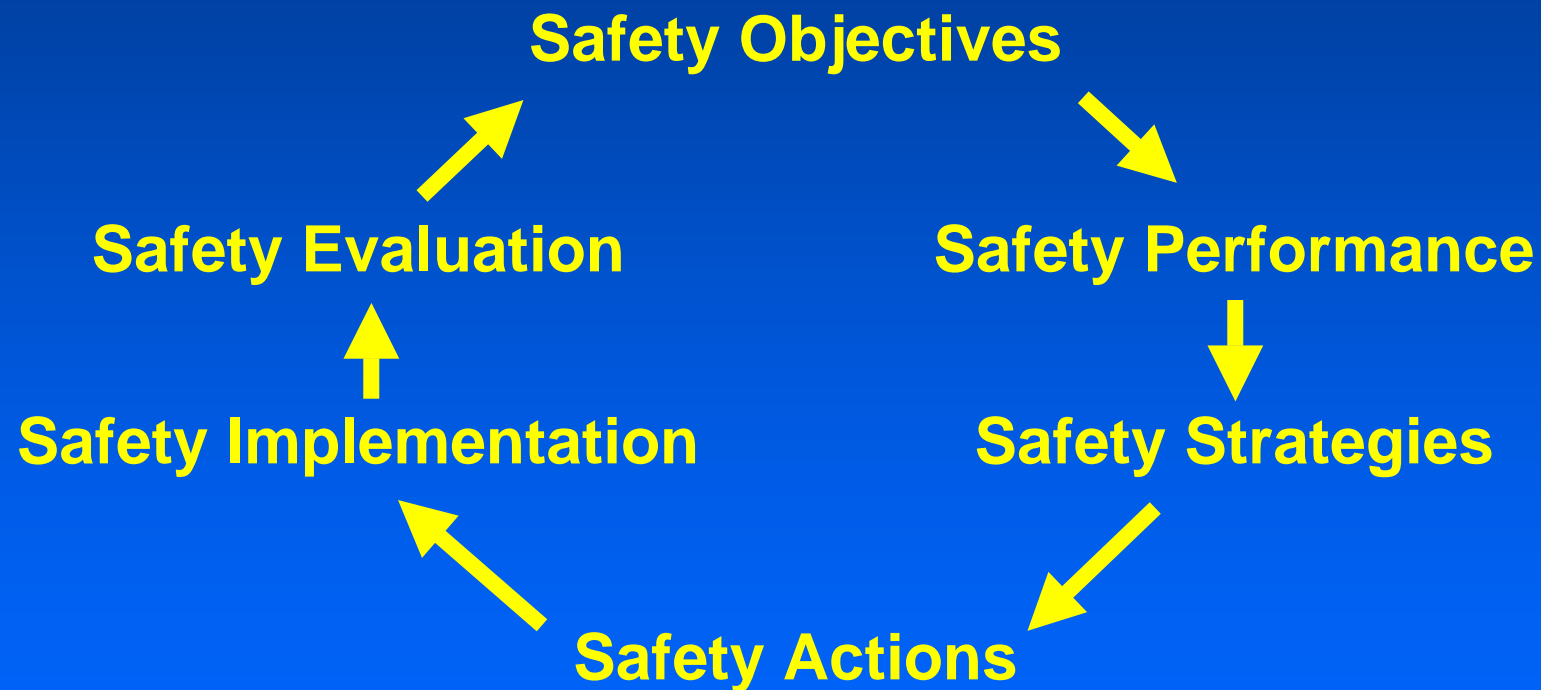 Safety Objectives
Safety Evaluation
Safety Performance
Safety Implementation
Safety Strategies
Safety Actions